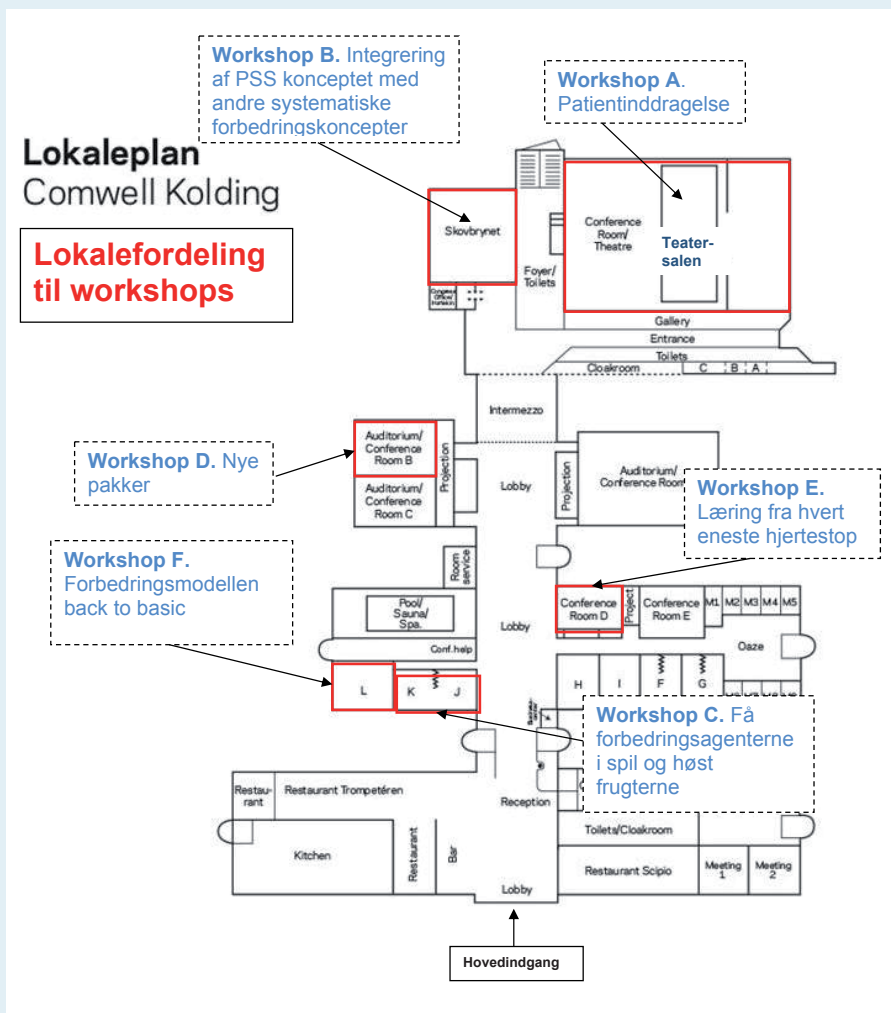 Workshop B. Integrering
af PSS konceptet med
andre systematiske
forbedringskoncepter
Workshop A.
Patientinddragelse
Lokaleplan
Comwell Kolding
Lokalefordeling
til workshops
Skovbrynet
Foyer/
Toilets
Conference
Room/
Theatre
Teater-
salen
Gallery
Entrance
Toilets
Cloakroom
C B A
Intermezzo
Auditorium/
Conference
Room B
Projection
Auditorium/
Conference
Room C
Lobby
Projection
Auditorium/
Conference Room
Workshop D. Nye
pakker
Workshop E.
Læring fra hvert
eneste hjertestop
Workshop F.
Forbedringsmodellen
back to basic
Room
service
Pool/
Sauna/
Spa.
Conf.help
Lobby
Conference
Room D
Project
Conference
Room E
M1 M2 M3 M4 M5
Oaze
L
K
J
H
I
F
G
Workshop C. Få
forbedringsagenterne
i spil og høst
frugterne
Restau-
rant
Restaurant Trompetéren
Reception
Kitchen
Restaurant
Bar
Lobby
Toilets/Cloakroom
Restaurant Scipio
Meeting
1
Meeting
2
Hovedindgang